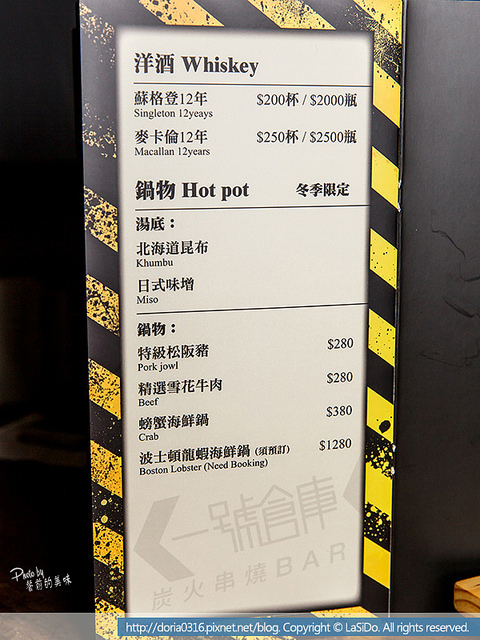 洋酒 Whiskey
蘇格登12年 $200杯 / $2000瓶
Singleton 12yeays
麥卡倫12年 $250杯 / $2500瓶
Macallan 12years
鍋物 Hot pot 冬季限定
湯底：
北海道昆布
Khumbu
日式味增
Miso
鍋物：
特級松阪豬 $280
Pork jowl
精選雪花牛肉 $280
Beef
螃蟹海鮮鍋 $380
Crab
波士頓龍蝦海鮮鍋 (須預訂) $1280
Boston Lobster (Need Booking)
一號倉庫
炭火串燒BAR
Photo by
http://doria0316.pixnet.net/blog. Copyright © LaSiDo. All rights reserved.